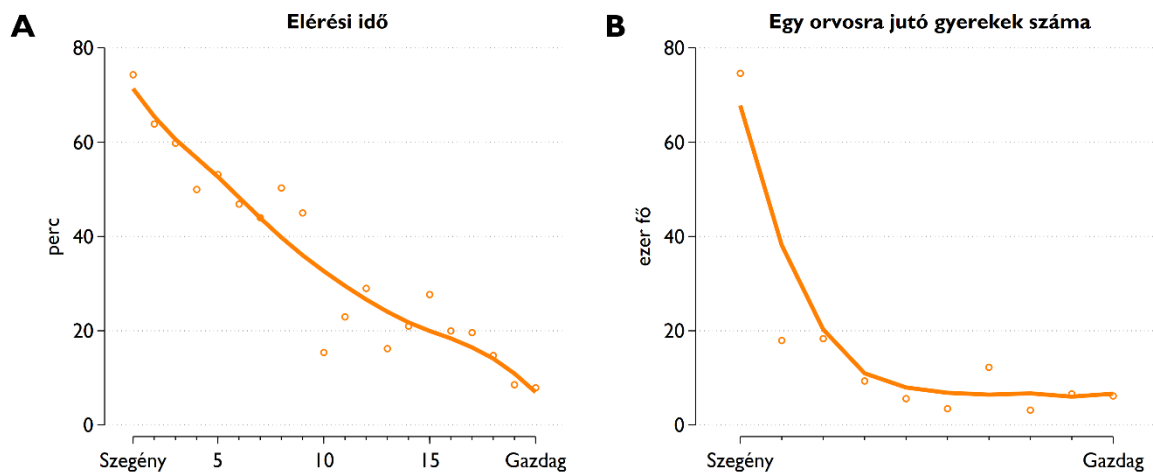 A
Elérési idő
perc
80
60
40
20
0
Szegény 5 10 15 Gazdag
B
Egy orvosra jutó gyerekek száma
ezer fő
80
60
40
20
0
Szegény Gazdag